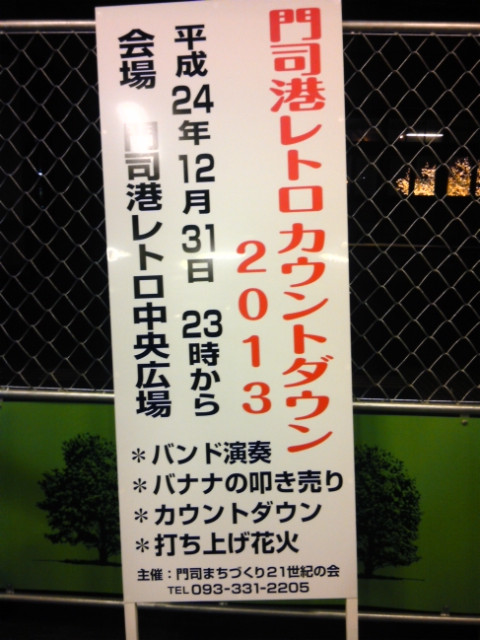 門司港レトロカウントダウン
2013
平成24年12月31日 23時から
会場 門司港レトロ中央広場
*バンド演奏
*バナナの叩き売り
*カウントダウン
*打ち上げ花火
主催：門司まちづくり21世紀の会
TEL 093-331-2205